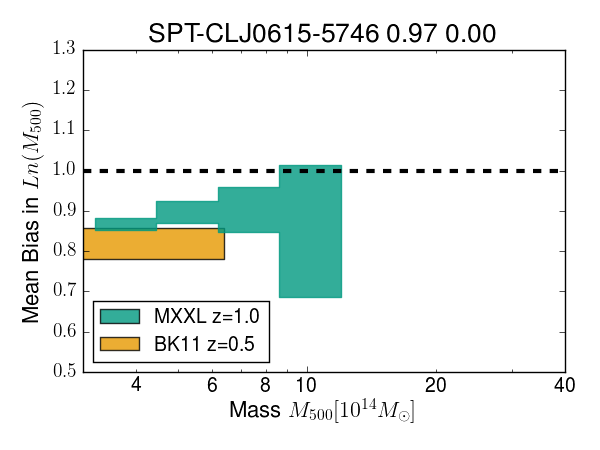 SPT-CLJ0615-5746 0.97 0.00
1.3
1.2
1.1
1.0
0.9
0.8
0.7
0.6
0.5
Mean Bias in Ln(M₅₀₀)
MXXL z=1.0
BK11 z=0.5
4 6 8 10 20 40
Mass M₅₀₀[10¹⁴M☉]